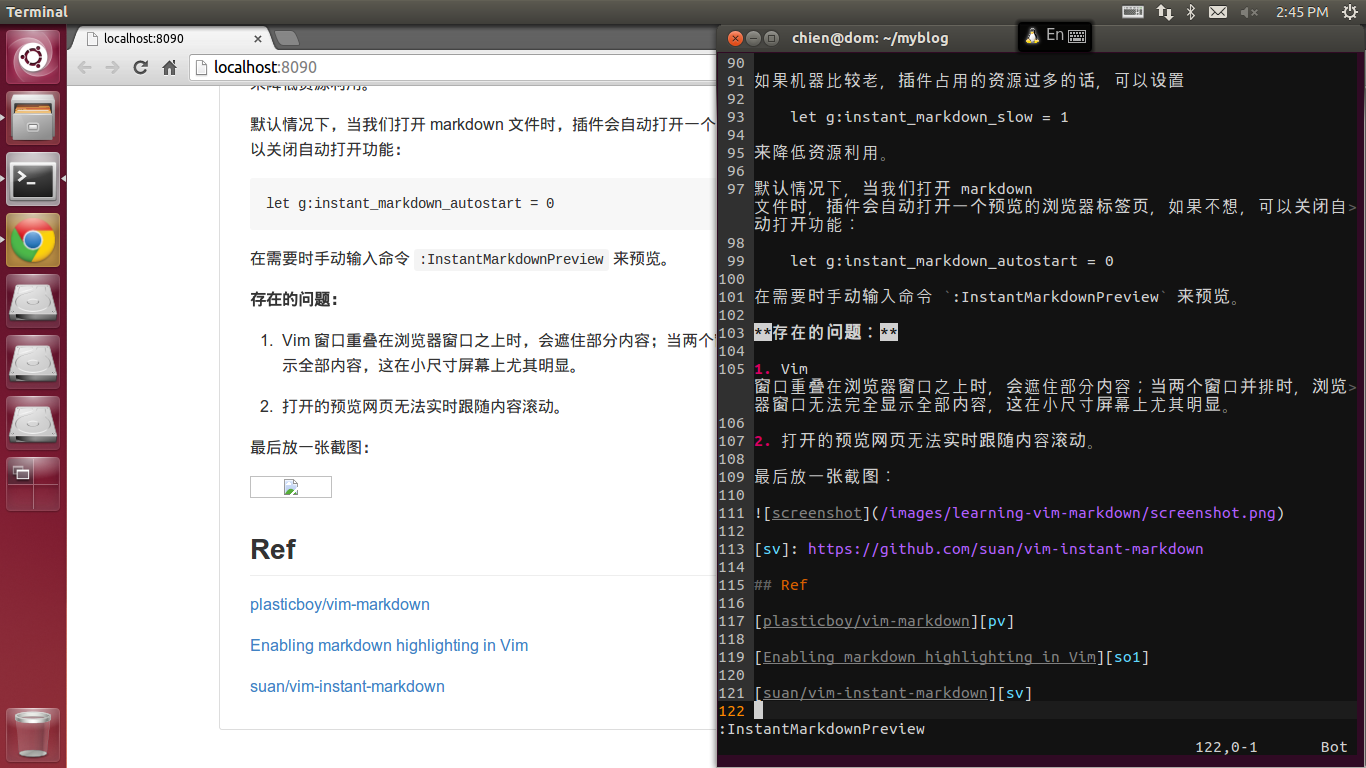 Terminal
2:45 PM
localhost:8090
localhost:8090
默认情况下，当我们打开 markdown 文件时，插件会自动打开一个
以关闭自动打开功能：
let g:instant_markdown_autostart = 0
在需要时手动输入命令 :InstantMarkdownPreview 来预览。
存在的问题：
1. Vim 窗口重叠在浏览器窗口之上时，会遮住部分内容；当两个
示全部内容，这在小尺寸屏幕上尤其明显。
2. 打开的预览网页无法实时跟随内容滚动。
最后放一张截图：
Ref
plasticboy/vim-markdown
Enabling markdown highlighting in Vim
suan/vim-instant-markdown
chien@dom: ~/myblog
En
90
91 如果机器比较老，插件占用的资源过多的话，可以设置
92
93 let g:instant_markdown_slow = 1
94
95 来降低资源利用。
96
97 默认情况下，当我们打开 markdown
文件时，插件会自动打开一个预览的浏览器标签页，如果不想，可以关闭自>
动打开功能：
98
99 let g:instant_markdown_autostart = 0
100
101 在需要时手动输入命令 `:InstantMarkdownPreview` 来预览。
102
103 **存在的问题：**
104
105 1. Vim
窗口重叠在浏览器窗口之上时，会遮住部分内容；当两个窗口并排时，浏览>
器窗口无法完全显示全部内容，这在小尺寸屏幕上尤其明显。
106
107 2. 打开的预览网页无法实时跟随内容滚动。
108
109 最后放一张截图：
110
111 ![screenshot](/images/learning-vim-markdown/screenshot.png)
112
113 [sv]: https://github.com/suan/vim-instant-markdown
114
115 ## Ref
116
117 [plasticboy/vim-markdown][pv]
118
119 [Enabling markdown highlighting in Vim][so1]
120
121 [suan/vim-instant-markdown][sv]
122
:InstantMarkdownPreview
122,0-1 Bot